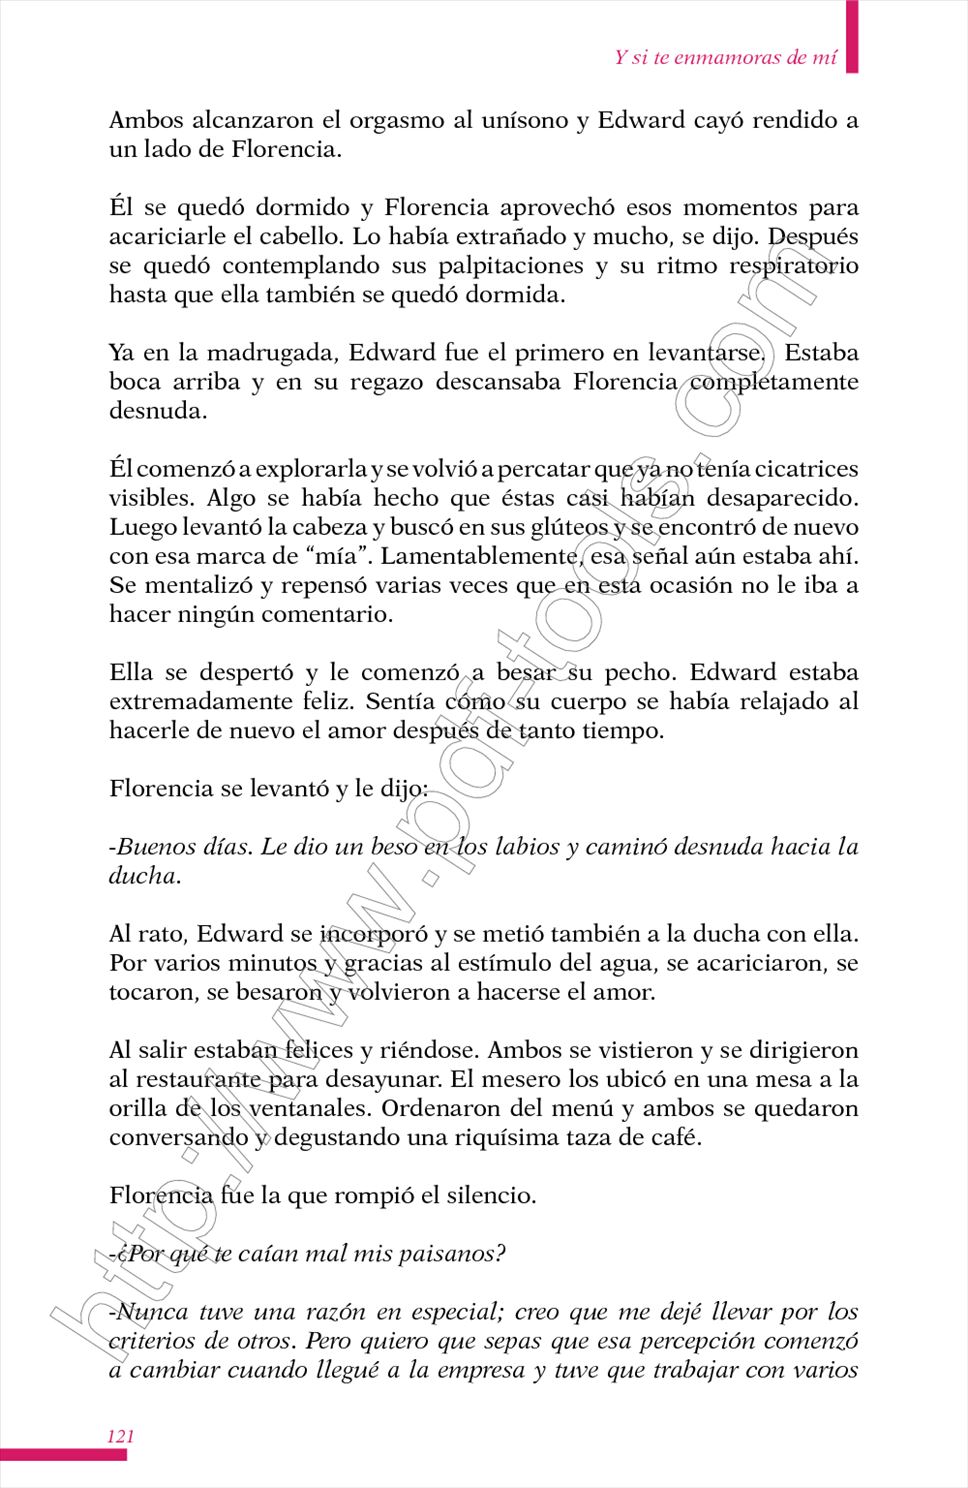 Y si te enmamoras de mí
Ambos alcanzaron el orgasmo al unísono y Edward cayó rendido a
un lado de Florencia.
Él se quedó dormido y Florencia aprovechó esos momentos para
acariciarle el cabello. Lo había extrañado y mucho, se dijo. Después
se quedó contemplando sus palpitaciones y su ritmo respiratorio
hasta que ella también se quedó dormida.
Ya en la madrugada, Edward fue el primero en levantarse.  Estaba
boca arriba y en su regazo descansaba Florencia completamente
desnuda.
Él comenzó a explorarla y se volvió a percatar que ya no tenía cicatrices
visibles. Algo se había hecho que éstas casi habían desaparecido.
Luego levantó la cabeza y buscó en sus glúteos y se encontró de nuevo
con esa marca de “mía”. Lamentablemente, esa señal aún estaba ahí.
Se mentalizó y repensó varias veces que en esta ocasión no le iba a
hacer ningún comentario.
Ella se despertó y le comenzó a besar su pecho. Edward estaba
extremadamente feliz. Sentía cómo su cuerpo se había relajado al
hacerle de nuevo el amor después de tanto tiempo.
Florencia se levantó y le dijo:
-Buenos días. Le dio un beso en los labios y caminó desnuda hacia la
ducha.
Al rato, Edward se incorporó y se metió también a la ducha con ella.
Por varios minutos y gracias al estímulo del agua, se acariciaron, se
tocaron, se besaron y volvieron a hacerse el amor.
Al salir estaban felices y riéndose. Ambos se vistieron y se dirigieron
al restaurante para desayunar. El mesero los ubicó en una mesa a la
orilla de los ventanales. Ordenaron del menú y ambos se quedaron
conversando y degustando una riquísima taza de café.
Florencia fue la que rompió el silencio.
-¿Por qué te caían mal mis paisanos?
-Nunca tuve una razón en especial; creo que me dejé llevar por los
criterios de otros. Pero quiero que sepas que esa percepción comenzó
a cambiar cuando llegué a la empresa y tuve que trabajar con varios
121
http://www.pdf-tools.com